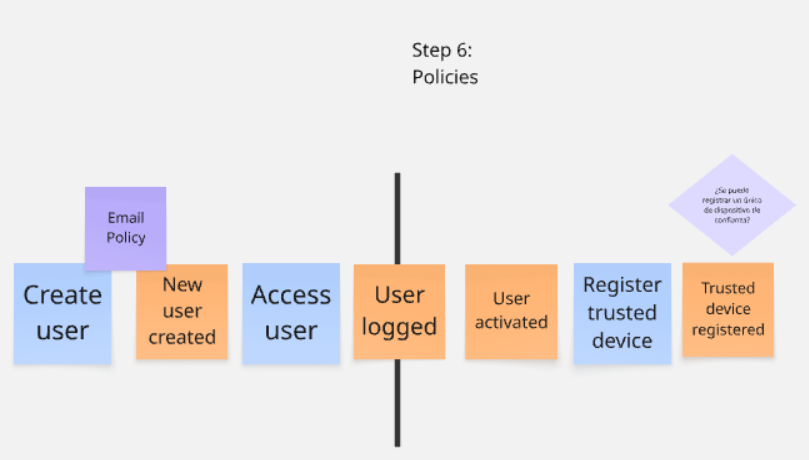 Step 6:
Policies
¿Se puede
registrar un único
de dispositivo de
confianza?
Email
Policy
Create
user
New
user
created
Access
user
User
logged
User
activated
Register
trusted
device
Trusted
device
registered